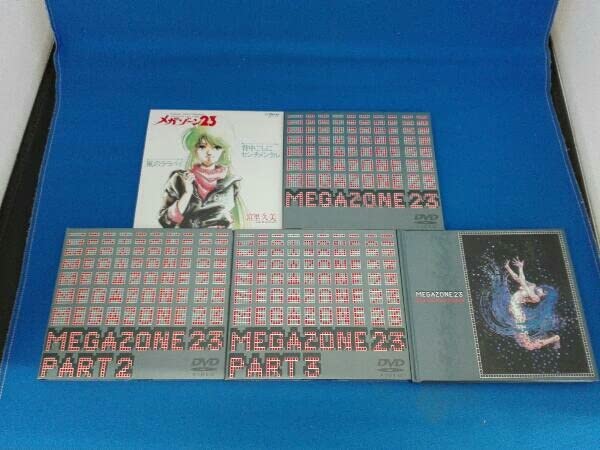 メガゾーン23
背中ごしに
センチメンタル
風のララバイ
宮里久美
MEGAZONE 23
DVD
MEGAZONE 23
PART 2
DVD
VIDEO
MEGAZONE 23
PART 3
DVD
VIDEO
MEGAZONE 23